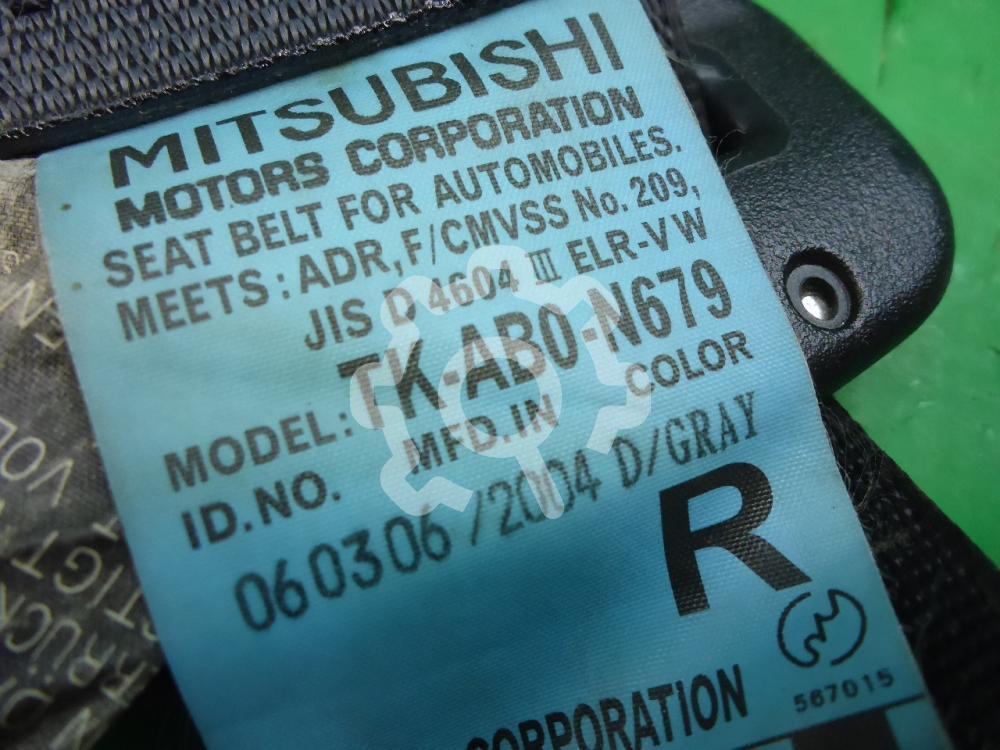 MITSUBISHI
MOTORS CORPORATION
SEAT BELT FOR AUTOMOBILES.
MEETS : ADR, F/CMVSS No. 209,
JIS D 4604 III ELR-VW
MODEL: TK-AB0-N679
ID.NO. MFD.IN COLOR
060306/2004 D/GRAY
R
567015
CORPORATION